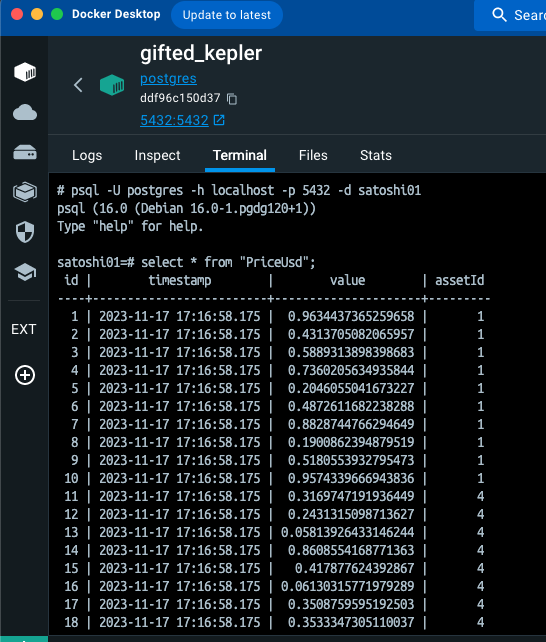 Docker Desktop
Update to latest
Searc
gifted_kepler
postgres
ddf96c150d37
5432:5432
Logs Inspect Terminal Files Stats
EXT
# psql -U postgres -h localhost -p 5432 -d satoshi01
psql (16.0 (Debian 16.0-1.pgdg120+1))
Type "help" for help.
satoshi01=# select * from "PriceUsd";
 id |        timestamp        |        value        | assetId
----+-------------------------+---------------------+---------
  1 | 2023-11-17 17:16:58.175 |  0.9634437365259658 |       1
  2 | 2023-11-17 17:16:58.175 |  0.4313705082065957 |       1
  3 | 2023-11-17 17:16:58.175 |  0.5889313898398683 |       1
  4 | 2023-11-17 17:16:58.175 |  0.7360205634935844 |       1
  5 | 2023-11-17 17:16:58.175 |  0.2046055041673227 |       1
  6 | 2023-11-17 17:16:58.175 |  0.4872611682238288 |       1
  7 | 2023-11-17 17:16:58.175 |  0.8828744766294649 |       1
  8 | 2023-11-17 17:16:58.175 |  0.1900862394879519 |       1
  9 | 2023-11-17 17:16:58.175 |  0.5180553932795473 |       1
 10 | 2023-11-17 17:16:58.175 |  0.9574339666943836 |       1
 11 | 2023-11-17 17:16:58.175 |  0.3169747191936449 |       4
 12 | 2023-11-17 17:16:58.175 |  0.2431315098713627 |       4
 13 | 2023-11-17 17:16:58.175 | 0.05813926433146244 |       4
 14 | 2023-11-17 17:16:58.175 |  0.8608554168771363 |       4
 15 | 2023-11-17 17:16:58.175 |   0.417877624392867 |       4
 16 | 2023-11-17 17:16:58.175 | 0.06130315771979289 |       4
 17 | 2023-11-17 17:16:58.175 |  0.3508759595192503 |       4
 18 | 2023-11-17 17:16:58.175 |  0.3533347305110037 |       4